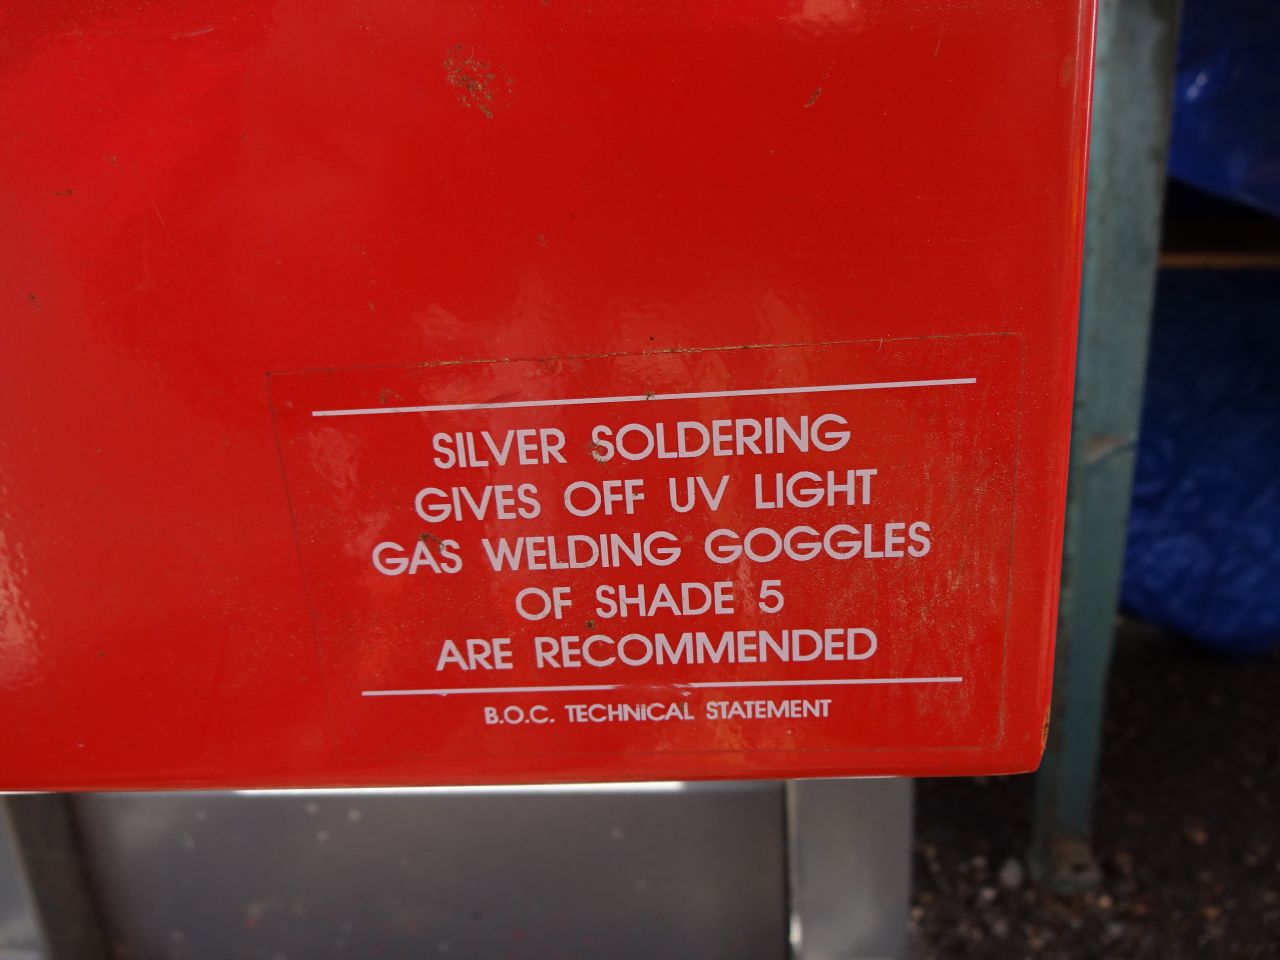 SILVER SOLDERING
GIVES OFF UV LIGHT
GAS WELDING GOGGLES
OF SHADE 5
ARE RECOMMENDED
B.O.C. TECHNICAL STATEMENT